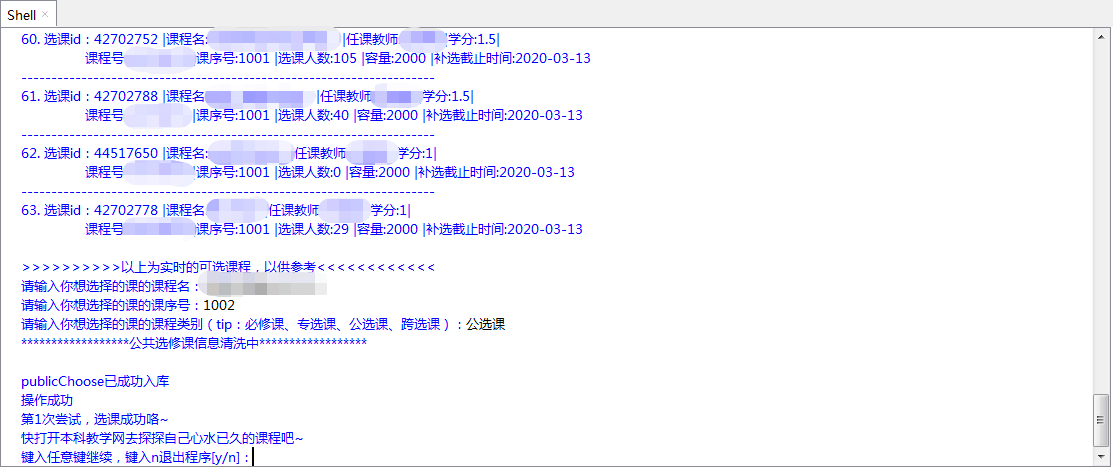 Shell
60. 选课id：42702752 |课程名: |任课教师 |学分:1.5|
课程号 课序号:1001 |选课人数:105 |容量:2000 |补选截止时间:2020-03-13
----------------------------------------------------------------------
61. 选课id：42702788 |课程名 |任课教师 学分:1.5|
课程号 |课序号:1001 |选课人数:40 |容量:2000 |补选截止时间:2020-03-13
----------------------------------------------------------------------
62. 选课id：44517650 |课程名: 任课教师 学分:1|
课程号 课序号:1001 |选课人数:0 |容量:2000 |补选截止时间:2020-03-13
----------------------------------------------------------------------
63. 选课id：42702778 |课程名 任课教师 学分:1|
课程号 课序号:1001 |选课人数:29 |容量:2000 |补选截止时间:2020-03-13
>>>>>>>>>>以上为实时的可选课程，以供参考<<<<<<<<<<<<
请输入你想选择的课的课程名：
请输入你想选择的课的课序号：1002
请输入你想选择的课的课程类别（tip：必修课、专选课、公选课、跨选课）：公选课
******************公共选修课信息清洗中******************
publicChoose已成功入库
操作成功
第1次尝试，选课成功咯~
快打开本科教学网去探探自己心水已久的课程吧~
键入任意键继续，键入n退出程序[y/n]：